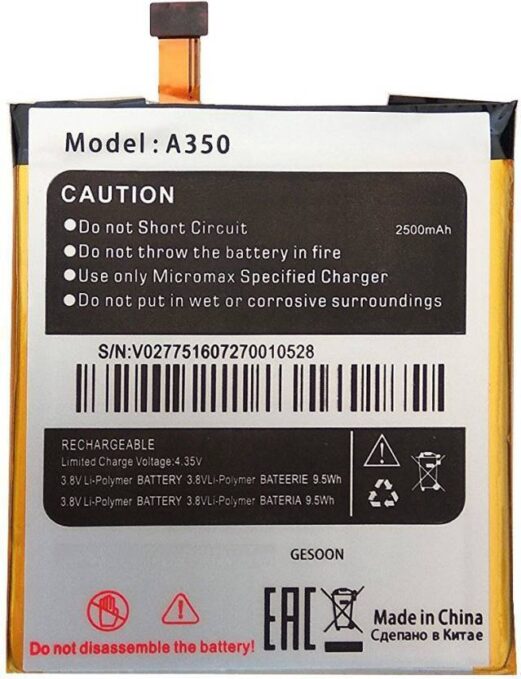 Model : A350
CAUTION
●Do not Short Circuit 2500mAh
●Do not throw the battery in fire
●Use only Micromax Specified Charger
●Do not put in wet or corrosive surroundings
S/N:V027751607270010528
RECHARGEABLE
Limited Charge Voltage:4.35V
3.8V Li-Polymer BATTERY 3.8VLi-Polymer BATEERIE 9.5Wh
3.8V Li-Polymer BATTERY 3.8VLi-Polymer BATERIA 9.5Wh
GESOON
Do not disassemble the battery!
EAC
Made in China
Сделано в Китае